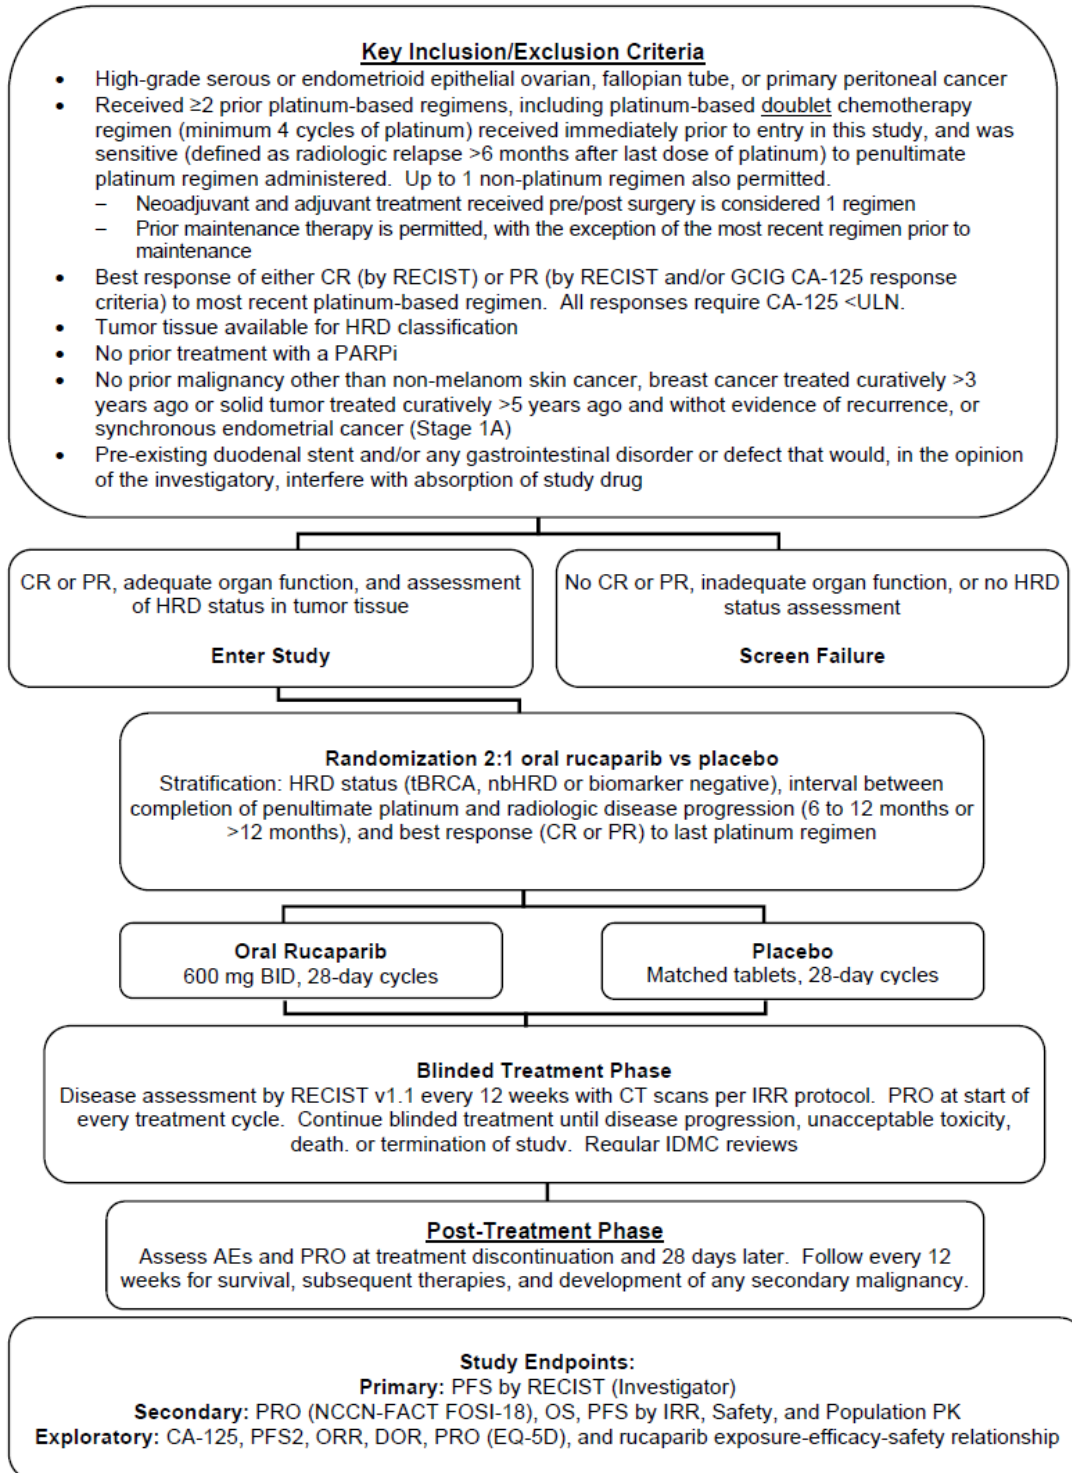 Key Inclusion/Exclusion Criteria
• High-grade serous or endometrioid epithelial ovarian, fallopian tube, or primary peritoneal cancer
• Received ≥2 prior platinum-based regimens, including platinum-based doublet chemotherapy
regimen (minimum 4 cycles of platinum) received immediately prior to entry in this study, and was
sensitive (defined as radiologic relapse >6 months after last dose of platinum) to penultimate
platinum regimen administered. Up to 1 non-platinum regimen also permitted.
– Neoadjuvant and adjuvant treatment received pre/post surgery is considered 1 regimen
– Prior maintenance therapy is permitted, with the exception of the most recent regimen prior to
maintenance
• Best response of either CR (by RECIST) or PR (by RECIST and/or GCIG CA-125 response
criteria) to most recent platinum-based regimen. All responses require CA-125 <ULN.
• Tumor tissue available for HRD classification
• No prior treatment with a PARPi
• No prior malignancy other than non-melanom skin cancer, breast cancer treated curatively >3
years ago or solid tumor treated curatively >5 years ago and withot evidence of recurrence, or
synchronous endometrial cancer (Stage 1A)
• Pre-existing duodenal stent and/or any gastrointestinal disorder or defect that would, in the opinion
of the investigatory, interfere with absorption of study drug
CR or PR, adequate organ function, and assessment
of HRD status in tumor tissue
Enter Study
No CR or PR, inadequate organ function, or no HRD
status assessment
Screen Failure
Randomization 2:1 oral rucaparib vs placebo
Stratification: HRD status (tBRCA, nbHRD or biomarker negative), interval between
completion of penultimate platinum and radiologic disease progression (6 to 12 months or
>12 months), and best response (CR or PR) to last platinum regimen
Oral Rucaparib
600 mg BID, 28-day cycles
Placebo
Matched tablets, 28-day cycles
Blinded Treatment Phase
Disease assessment by RECIST v1.1 every 12 weeks with CT scans per IRR protocol. PRO at start of
every treatment cycle. Continue blinded treatment until disease progression, unacceptable toxicity,
death, or termination of study. Regular IDMC reviews
Post-Treatment Phase
Assess AEs and PRO at treatment discontinuation and 28 days later. Follow every 12
weeks for survival, subsequent therapies, and development of any secondary malignancy.
Study Endpoints:
Primary: PFS by RECIST (Investigator)
Secondary: PRO (NCCN-FACT FOSI-18), OS, PFS by IRR, Safety, and Population PK
Exploratory: CA-125, PFS2, ORR, DOR, PRO (EQ-5D), and rucaparib exposure-efficacy-safety relationship